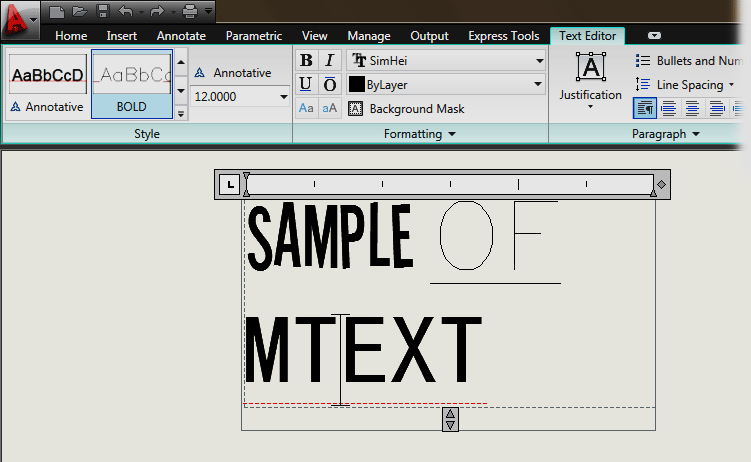 Home Insert Annotate Parametric View Manage Output Express Tools Text Editor
AaBbCcD AaBbCc Annotative B I SimHei A Bullets and Num
Annotative BOLD 12.0000 U O ByLayer Justification Line Spacing
Aa aA Background Mask
Style Formatting Paragraph
SAMPLE OF
MTEXT